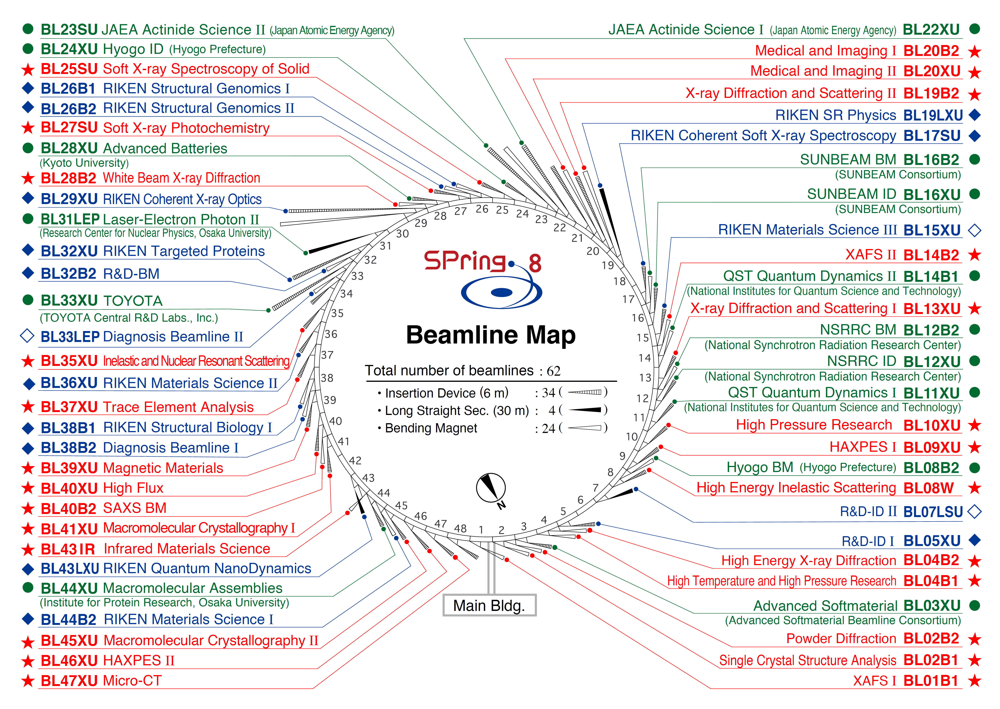 BL23SU JAEA Actinide Science II (Japan Atomic Energy Agency)
BL24XU Hyogo ID (Hyogo Prefecture)
BL25SU Soft X-ray Spectroscopy of Solid
BL26B1 RIKEN Structural Genomics I
BL26B2 RIKEN Structural Genomics II
BL27SU Soft X-ray Photochemistry
BL28XU Advanced Batteries
(Kyoto University)
BL28B2 White Beam X-ray Diffraction
BL29XU RIKEN Coherent X-ray Optics
BL31LEP Laser-Electron Photon II
(Research Center for Nuclear Physics, Osaka University)
BL32XU RIKEN Targeted Proteins
BL32B2 R&D-BM
BL33XU TOYOTA
(TOYOTA Central R&D Labs., Inc.)
BL33LEP Diagnosis Beamline II
BL35XU Inelastic and Nuclear Resonant Scattering
BL36XU RIKEN Materials Science II
BL37XU Trace Element Analysis
BL38B1 RIKEN Structural Biology I
BL38B2 Diagnosis Beamline I
BL39XU Magnetic Materials
BL40XU High Flux
BL40B2 SAXS BM
BL41XU Macromolecular Crystallography I
BL43IR Infrared Materials Science
BL43LXU RIKEN Quantum NanoDynamics
BL44XU Macromolecular Assemblies
(Institute for Protein Research, Osaka University)
BL44B2 RIKEN Materials Science I
BL45XU Macromolecular Crystallography II
BL46XU HAXPES II
BL47XU Micro-CT
JAEA Actinide Science I (Japan Atomic Energy Agency) BL22XU
Medical and Imaging I BL20B2
Medical and Imaging II BL20XU
X-ray Diffraction and Scattering II BL19B2
RIKEN SR Physics BL19LXU
RIKEN Coherent Soft X-ray Spectroscopy BL17SU
SUNBEAM BM BL16B2
(SUNBEAM Consortium)
SUNBEAM ID BL16XU
(SUNBEAM Consortium)
RIKEN Materials Science III BL15XU
XAFS II BL14B2
QST Quantum Dynamics II BL14B1
(National Institutes for Quantum Science and Technology)
X-ray Diffraction and Scattering I BL13XU
NSRRC BM BL12B2
(National Synchrotron Radiation Research Center)
NSRRC ID BL12XU
(National Synchrotron Radiation Research Center)
QST Quantum Dynamics I BL11XU
(National Institutes for Quantum Science and Technology)
High Pressure Research BL10XU
HAXPES I BL09XU
Hyogo BM (Hyogo Prefecture) BL08B2
High Energy Inelastic Scattering BL08W
R&D-ID II BL07LSU
R&D-ID I BL05XU
High Energy X-ray Diffraction BL04B2
High Temperature and High Pressure Research BL04B1
Advanced Softmaterial BL03XU
(Advanced Softmaterial Beamline Consortium)
Powder Diffraction BL02B2
Single Crystal Structure Analysis BL02B1
XAFS I BL01B1
1
2
3
4
5
6
7
8
9
10
11
12
13
14
15
16
17
18
19
20
21
22
23
24
25
26
27
28
29
30
31
32
33
34
35
36
37
38
39
40
41
42
43
44
45
46
47
48
SPring 8
Beamline Map
Total number of beamlines : 62
・Insertion Device (6 m) : 34 ( )
・Long Straight Sec. (30 m) : 4 ( )
・Bending Magnet : 24 ( )
N
Main Bldg.